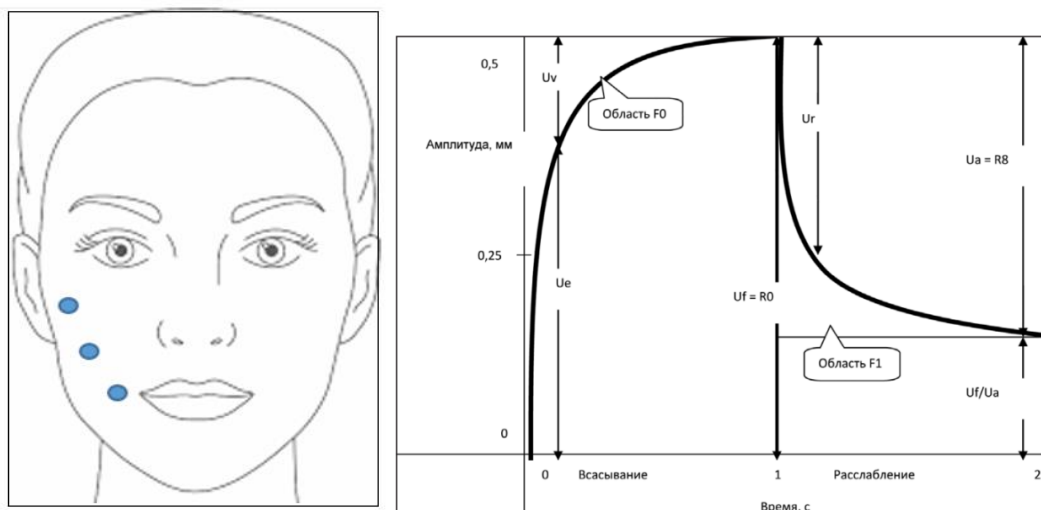 0,5
Uv
Область F0
Ur
Амплитуда, мм
Ua = R8
0,25
Ue
Uf = R0
Область F1
Uf/Ua
0
0
Всасывание
1
Расслабление
2
Время, с